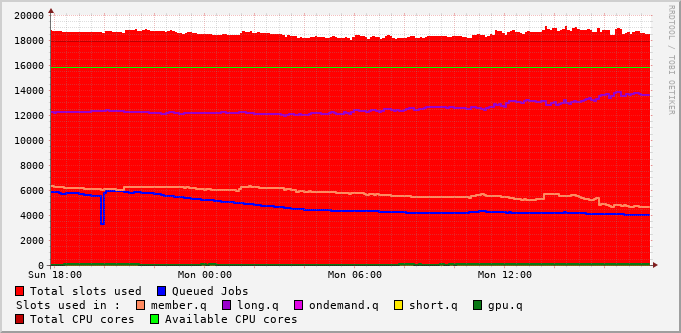 20000
18000
16000
14000
12000
10000
8000
6000
4000
2000
0
Sun 18:00 Mon 00:00 Mon 06:00 Mon 12:00
Total slots used Queued Jobs
Slots used in : member.q long.q ondemand.q short.q gpu.q
Total CPU cores Available CPU cores
RRDTOOL / TOBI OETIKER